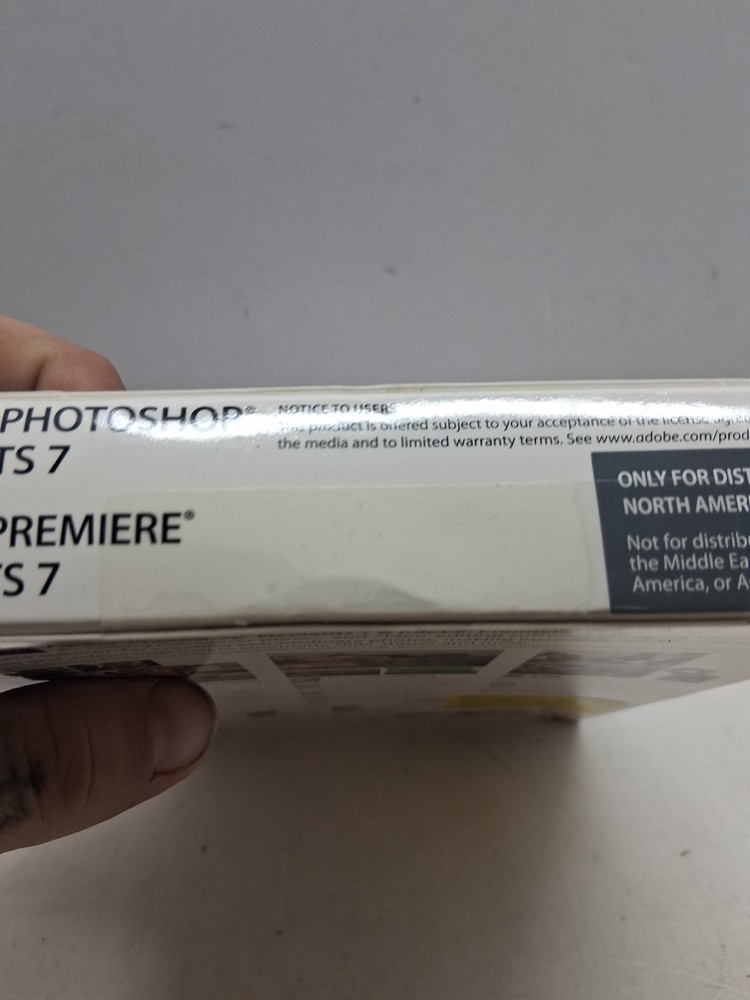 PHOTOSHOP®
TS 7
PREMIERE®
TS 7
NOTICE TO USERS
This product is offered subject to your acceptance of the license
the media and to limited warranty terms. See www.adobe.com/prod
ONLY FOR DIST
NORTH AMER
Not for distrib
the Middle Ea
America, or A